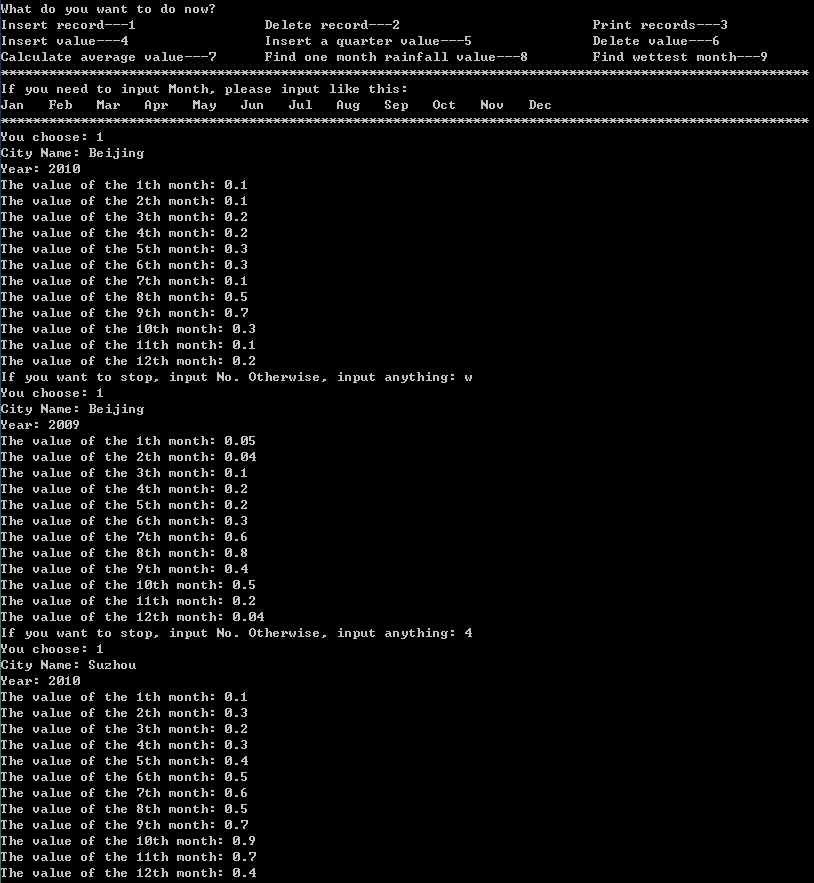 What do you want to do now?
Insert record---1 Delete record---2 Print records---3
Insert value---4 Insert a quarter value---5 Delete value---6
Calculate average value---7 Find one month rainfall value---8 Find wettest month---9
*****************************************************************************************************
If you need to input Month, please input like this:
Jan Feb Mar Apr May Jun Jul Aug Sep Oct Nov Dec
*****************************************************************************************************
You choose: 1
City Name: Beijing
Year: 2010
The value of the 1th month: 0.1
The value of the 2th month: 0.1
The value of the 3th month: 0.2
The value of the 4th month: 0.2
The value of the 5th month: 0.3
The value of the 6th month: 0.3
The value of the 7th month: 0.1
The value of the 8th month: 0.5
The value of the 9th month: 0.7
The value of the 10th month: 0.3
The value of the 11th month: 0.1
The value of the 12th month: 0.2
If you want to stop, input No. Otherwise, input anything: w
You choose: 1
City Name: Beijing
Year: 2009
The value of the 1th month: 0.05
The value of the 2th month: 0.04
The value of the 3th month: 0.1
The value of the 4th month: 0.2
The value of the 5th month: 0.2
The value of the 6th month: 0.3
The value of the 7th month: 0.6
The value of the 8th month: 0.8
The value of the 9th month: 0.4
The value of the 10th month: 0.5
The value of the 11th month: 0.2
The value of the 12th month: 0.04
If you want to stop, input No. Otherwise, input anything: 4
You choose: 1
City Name: Suzhou
Year: 2010
The value of the 1th month: 0.1
The value of the 2th month: 0.3
The value of the 3th month: 0.2
The value of the 4th month: 0.3
The value of the 5th month: 0.4
The value of the 6th month: 0.5
The value of the 7th month: 0.6
The value of the 8th month: 0.5
The value of the 9th month: 0.7
The value of the 10th month: 0.9
The value of the 11th month: 0.7
The value of the 12th month: 0.4